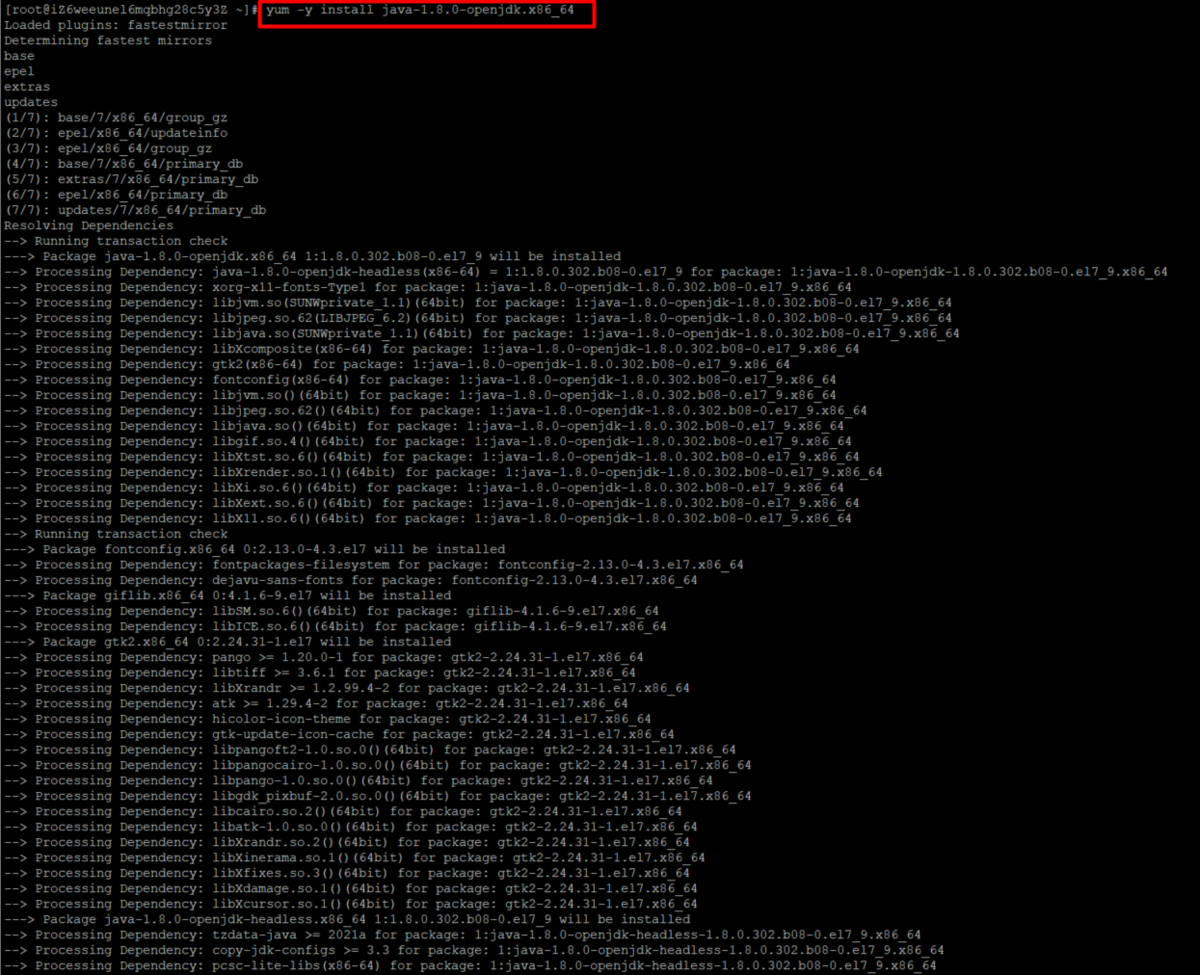 [root@iZ6weeunel6mqbhg28c5y3Z ~]# yum -y install java-1.8.0-openjdk.x86_64
Loaded plugins: fastestmirror
Determining fastest mirrors
base
epel
extras
updates
(1/7): base/7/x86_64/group_gz
(2/7): epel/x86_64/updateinfo
(3/7): epel/x86_64/group_gz
(4/7): base/7/x86_64/primary_db
(5/7): extras/7/x86_64/primary_db
(6/7): epel/x86_64/primary_db
(7/7): updates/7/x86_64/primary_db
Resolving Dependencies
--> Running transaction check
---> Package java-1.8.0-openjdk.x86_64 1:1.8.0.302.b08-0.el7_9 will be installed
--> Processing Dependency: java-1.8.0-openjdk-headless(x86-64) = 1:1.8.0.302.b08-0.el7_9 for package: 1:java-1.8.0-openjdk-1.8.0.302.b08-0.el7_9.x86_64
--> Processing Dependency: xorg-x11-fonts-Type1 for package: 1:java-1.8.0-openjdk-1.8.0.302.b08-0.el7_9.x86_64
--> Processing Dependency: libjvm.so(SUNWprivate_1.1)(64bit) for package: 1:java-1.8.0-openjdk-1.8.0.302.b08-0.el7_9.x86_64
--> Processing Dependency: libjpeg.so.62(LIBJPEG_6.2)(64bit) for package: 1:java-1.8.0-openjdk-1.8.0.302.b08-0.el7_9.x86_64
--> Processing Dependency: libjava.so(SUNWprivate_1.1)(64bit) for package: 1:java-1.8.0-openjdk-1.8.0.302.b08-0.el7_9.x86_64
--> Processing Dependency: libXcomposite(x86-64) for package: 1:java-1.8.0-openjdk-1.8.0.302.b08-0.el7_9.x86_64
--> Processing Dependency: gtk2(x86-64) for package: 1:java-1.8.0-openjdk-1.8.0.302.b08-0.el7_9.x86_64
--> Processing Dependency: fontconfig(x86-64) for package: 1:java-1.8.0-openjdk-1.8.0.302.b08-0.el7_9.x86_64
--> Processing Dependency: libjvm.so()(64bit) for package: 1:java-1.8.0-openjdk-1.8.0.302.b08-0.el7_9.x86_64
--> Processing Dependency: libjpeg.so.62()(64bit) for package: 1:java-1.8.0-openjdk-1.8.0.302.b08-0.el7_9.x86_64
--> Processing Dependency: libjava.so()(64bit) for package: 1:java-1.8.0-openjdk-1.8.0.302.b08-0.el7_9.x86_64
--> Processing Dependency: libgif.so.4()(64bit) for package: 1:java-1.8.0-openjdk-1.8.0.302.b08-0.el7_9.x86_64
--> Processing Dependency: libXtst.so.6()(64bit) for package: 1:java-1.8.0-openjdk-1.8.0.302.b08-0.el7_9.x86_64
--> Processing Dependency: libXrender.so.1()(64bit) for package: 1:java-1.8.0-openjdk-1.8.0.302.b08-0.el7_9.x86_64
--> Processing Dependency: libXi.so.6()(64bit) for package: 1:java-1.8.0-openjdk-1.8.0.302.b08-0.el7_9.x86_64
--> Processing Dependency: libXext.so.6()(64bit) for package: 1:java-1.8.0-openjdk-1.8.0.302.b08-0.el7_9.x86_64
--> Processing Dependency: libX11.so.6()(64bit) for package: 1:java-1.8.0-openjdk-1.8.0.302.b08-0.el7_9.x86_64
--> Running transaction check
---> Package fontconfig.x86_64 0:2.13.0-4.3.el7 will be installed
--> Processing Dependency: fontpackages-filesystem for package: fontconfig-2.13.0-4.3.el7.x86_64
--> Processing Dependency: dejavu-sans-fonts for package: fontconfig-2.13.0-4.3.el7.x86_64
---> Package giflib.x86_64 0:4.1.6-9.el7 will be installed
--> Processing Dependency: libSM.so.6()(64bit) for package: giflib-4.1.6-9.el7.x86_64
--> Processing Dependency: libICE.so.6()(64bit) for package: giflib-4.1.6-9.el7.x86_64
---> Package gtk2.x86_64 0:2.24.31-1.el7 will be installed
--> Processing Dependency: pango >= 1.20.0-1 for package: gtk2-2.24.31-1.el7.x86_64
--> Processing Dependency: libtiff >= 3.6.1 for package: gtk2-2.24.31-1.el7.x86_64
--> Processing Dependency: libXrandr >= 1.2.99.4-2 for package: gtk2-2.24.31-1.el7.x86_64
--> Processing Dependency: atk >= 1.29.4-2 for package: gtk2-2.24.31-1.el7.x86_64
--> Processing Dependency: hicolor-icon-theme for package: gtk2-2.24.31-1.el7.x86_64
--> Processing Dependency: gtk-update-icon-cache for package: gtk2-2.24.31-1.el7.x86_64
--> Processing Dependency: libpangoft2-1.0.so.0()(64bit) for package: gtk2-2.24.31-1.el7.x86_64
--> Processing Dependency: libpangocairo-1.0.so.0()(64bit) for package: gtk2-2.24.31-1.el7.x86_64
--> Processing Dependency: libpango-1.0.so.0()(64bit) for package: gtk2-2.24.31-1.el7.x86_64
--> Processing Dependency: libgdk_pixbuf-2.0.so.0()(64bit) for package: gtk2-2.24.31-1.el7.x86_64
--> Processing Dependency: libcairo.so.2()(64bit) for package: gtk2-2.24.31-1.el7.x86_64
--> Processing Dependency: libatk-1.0.so.0()(64bit) for package: gtk2-2.24.31-1.el7.x86_64
--> Processing Dependency: libXrandr.so.2()(64bit) for package: gtk2-2.24.31-1.el7.x86_64
--> Processing Dependency: libXinerama.so.1()(64bit) for package: gtk2-2.24.31-1.el7.x86_64
--> Processing Dependency: libXfixes.so.3()(64bit) for package: gtk2-2.24.31-1.el7.x86_64
--> Processing Dependency: libXdamage.so.1()(64bit) for package: gtk2-2.24.31-1.el7.x86_64
--> Processing Dependency: libXcursor.so.1()(64bit) for package: gtk2-2.24.31-1.el7.x86_64
---> Package java-1.8.0-openjdk-headless.x86_64 1:1.8.0.302.b08-0.el7_9 will be installed
--> Processing Dependency: tzdata-java >= 2021a for package: 1:java-1.8.0-openjdk-headless-1.8.0.302.b08-0.el7_9.x86_64
--> Processing Dependency: copy-jdk-configs >= 3.3 for package: 1:java-1.8.0-openjdk-headless-1.8.0.302.b08-0.el7_9.x86_64
--> Processing Dependency: pcsc-lite-libs(x86-64) for package: 1:java-1.8.0-openjdk-headless-1.8.0.302.b08-0.el7_9.x86_64